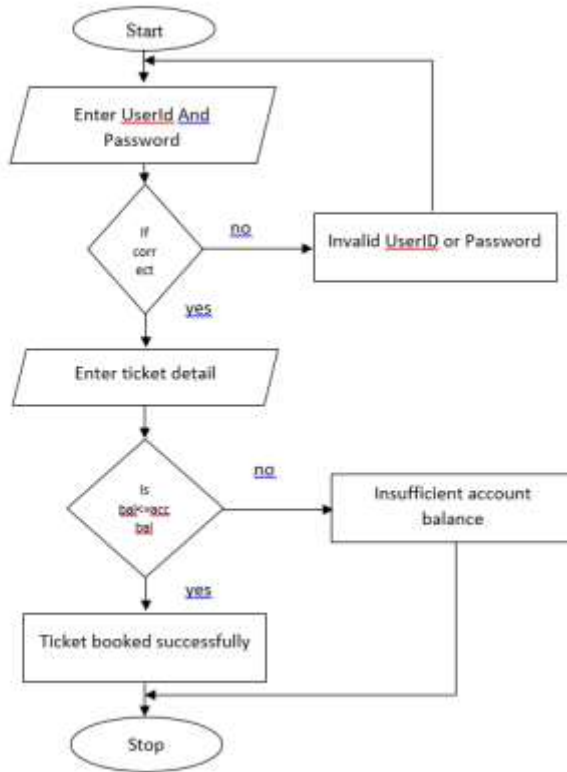 Start
Enter UserId And
Password
If
corr
ect
no
Invalid UserID or Password
yes
Enter ticket detail
Is
bal<=acc
bal
no
Insufficient account
balance
yes
Ticket booked successfully
Stop